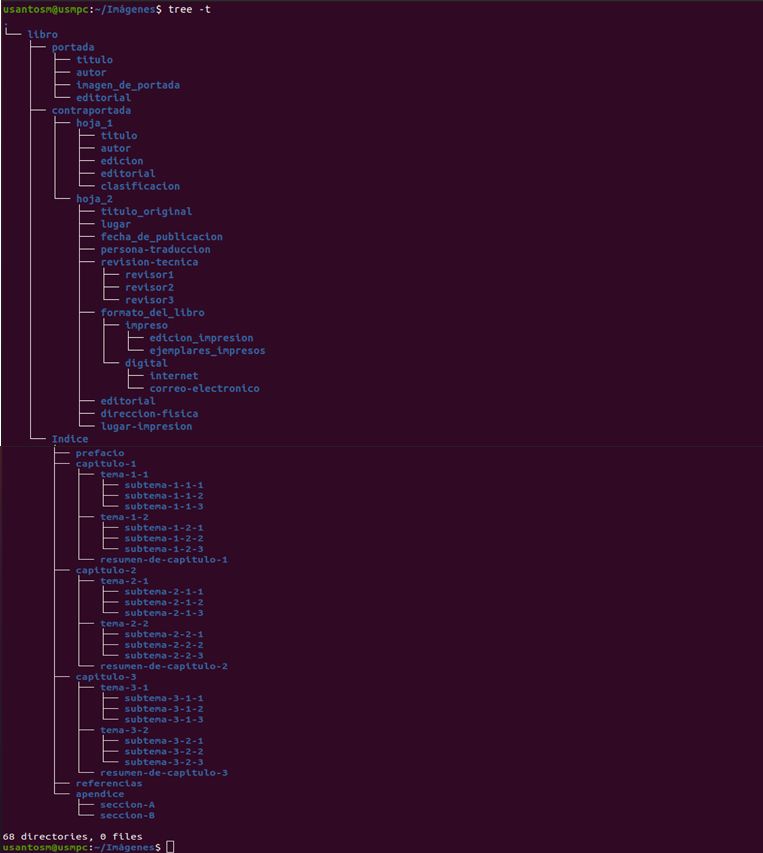 usantosm@usmpc:~/Imágenes$ tree -t
.
└── libro
    ├── portada
    │   ├── titulo
    │   ├── autor
    │   ├── imagen_de_portada
    │   └── editorial
    ├── contraportada
    │   ├── hoja_1
    │   │   ├── titulo
    │   │   ├── autor
    │   │   ├── edicion
    │   │   ├── editorial
    │   │   └── clasificacion
    │   └── hoja_2
    │       ├── titulo_original
    │       ├── lugar
    │       ├── fecha_de_publicacion
    │       ├── persona-traduccion
    │       ├── revision-tecnica
    │       │   ├── revisor1
    │       │   ├── revisor2
    │       │   └── revisor3
    │       ├── formato_del_libro
    │       │   ├── impreso
    │       │   │   ├── edicion_impresion
    │       │   │   └── ejemplares_impresos
    │       │   └── digital
    │       │       ├── internet
    │       │       └── correo-electronico
    │       ├── editorial
    │       ├── direccion-fisica
    │       └── lugar-impresion
    └── Indice
        ├── prefacio
        ├── capitulo-1
        │   ├── tema-1-1
        │   │   ├── subtema-1-1-1
        │   │   ├── subtema-1-1-2
        │   │   └── subtema-1-1-3
        │   ├── tema-1-2
        │   │   ├── subtema-1-2-1
        │   │   ├── subtema-1-2-2
        │   │   └── subtema-1-2-3
        │   └── resumen-de-capitulo-1
        ├── capitulo-2
        │   ├── tema-2-1
        │   │   ├── subtema-2-1-1
        │   │   ├── subtema-2-1-2
        │   │   └── subtema-2-1-3
        │   ├── tema-2-2
        │   │   ├── subtema-2-2-1
        │   │   ├── subtema-2-2-2
        │   │   └── subtema-2-2-3
        │   └── resumen-de-capitulo-2
        ├── capitulo-3
        │   ├── tema-3-1
        │   │   ├── subtema-3-1-1
        │   │   ├── subtema-3-1-2
        │   │   └── subtema-3-1-3
        │   ├── tema-3-2
        │   │   ├── subtema-3-2-1
        │   │   ├── subtema-3-2-2
        │   │   └── subtema-3-2-3
        │   └── resumen-de-capitulo-3
        ├── referencias
        └── apendice
            ├── seccion-A
            └── seccion-B
68 directories, 0 files
usantosm@usmpc:~/Imágenes$